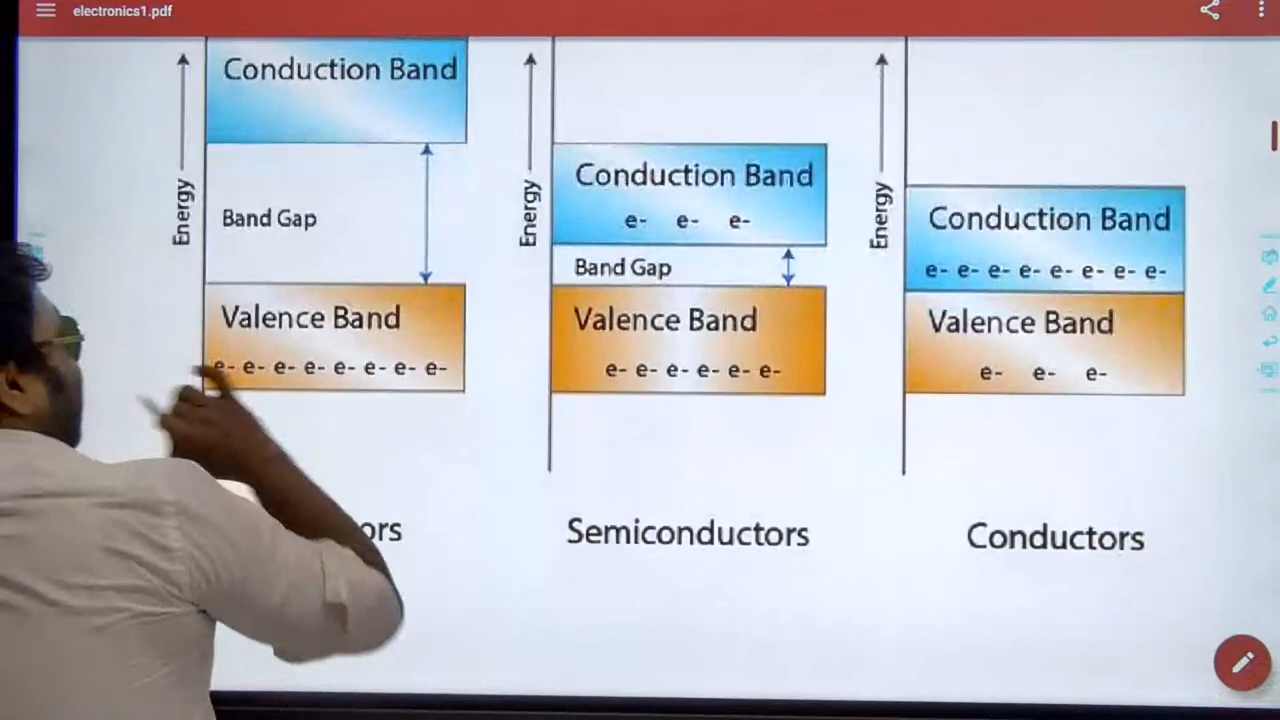 electronics1.pdf
Energy
Conduction Band
Band Gap
Valence Band
e- e- e- e- e- e- e- e-
Energy
Conduction Band
e- e- e-
Band Gap
Valence Band
e- e- e- e- e- e-
Semiconductors
Energy
Conduction Band
e- e- e- e- e- e- e- e-
Valence Band
e- e- e-
Conductors